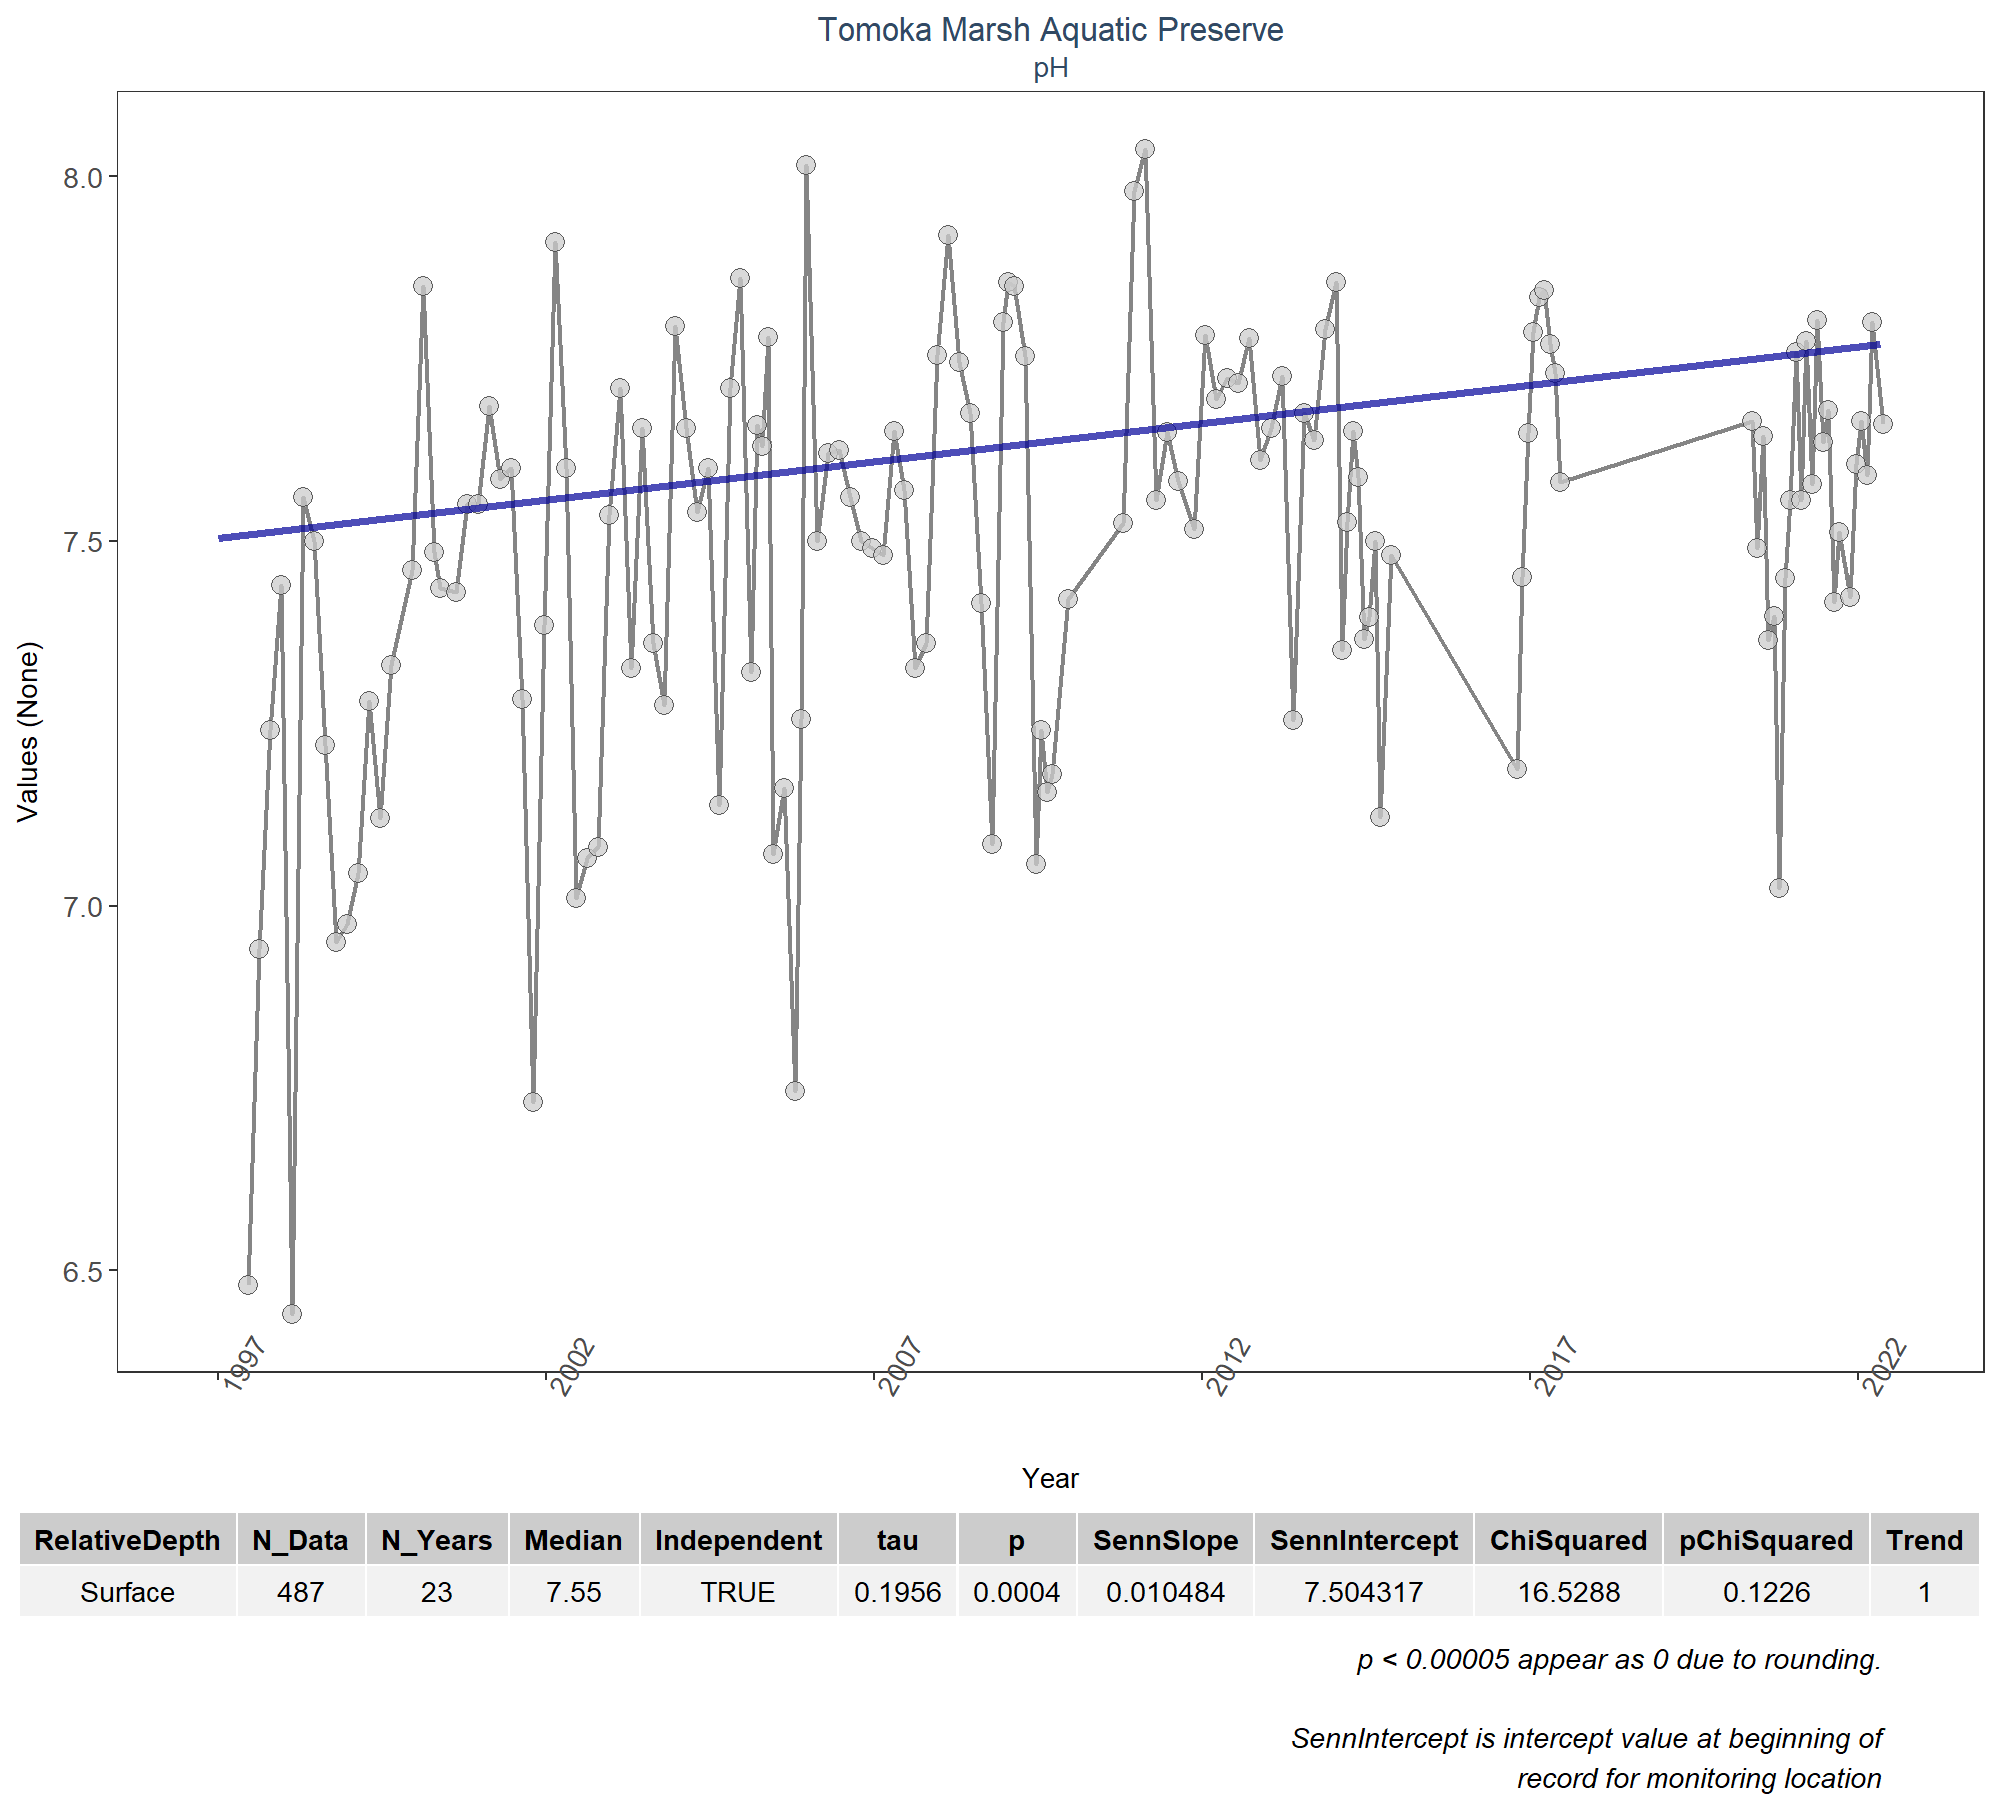 Tomoka Marsh Aquatic Preserve
pH
Values (None)
8.0
7.5
7.0
6.5
1997 2002 2007 2012 2017 2022
Year
RelativeDepth N_Data N_Years Median Independent tau p SennSlope SennIntercept ChiSquared pChiSquared Trend
Surface 487 23 7.55 TRUE 0.1956 0.0004 0.010484 7.504317 16.5288 0.1226 1
p < 0.00005 appear as 0 due to rounding.
SennIntercept is intercept value at beginning of
record for monitoring location